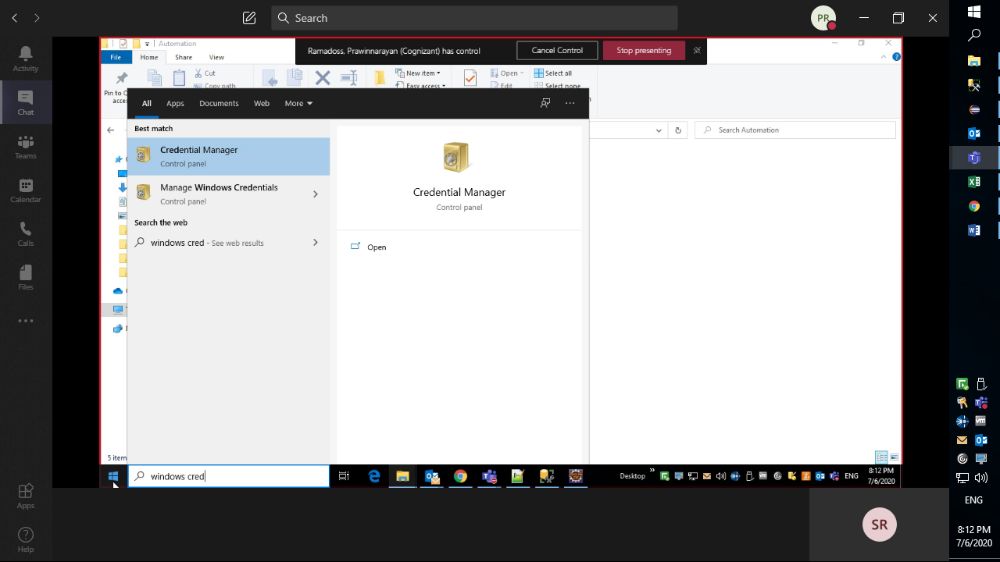 Search
PR
Activity
Chat
Teams
Calendar
Calls
Files
Apps
Help
Automation
Ramadoss, Prawinnarayan (Cognizant) has control
Cancel Control
Stop presenting
File
Home
Share
View
Cut
Copy path
New item
Easy access
Open
Edit
Select all
Select none
Search Automation
All
Apps
Documents
Web
More
Best match
Credential Manager
Control panel
Manage Windows Credentials
Control panel
Search the web
windows cred - See web results
Credential Manager
Control panel
Open
5 item
windows cred
Desktop
ENG
8:12 PM
7/6/2020
SR
ENG
8:12 PM
7/6/2020